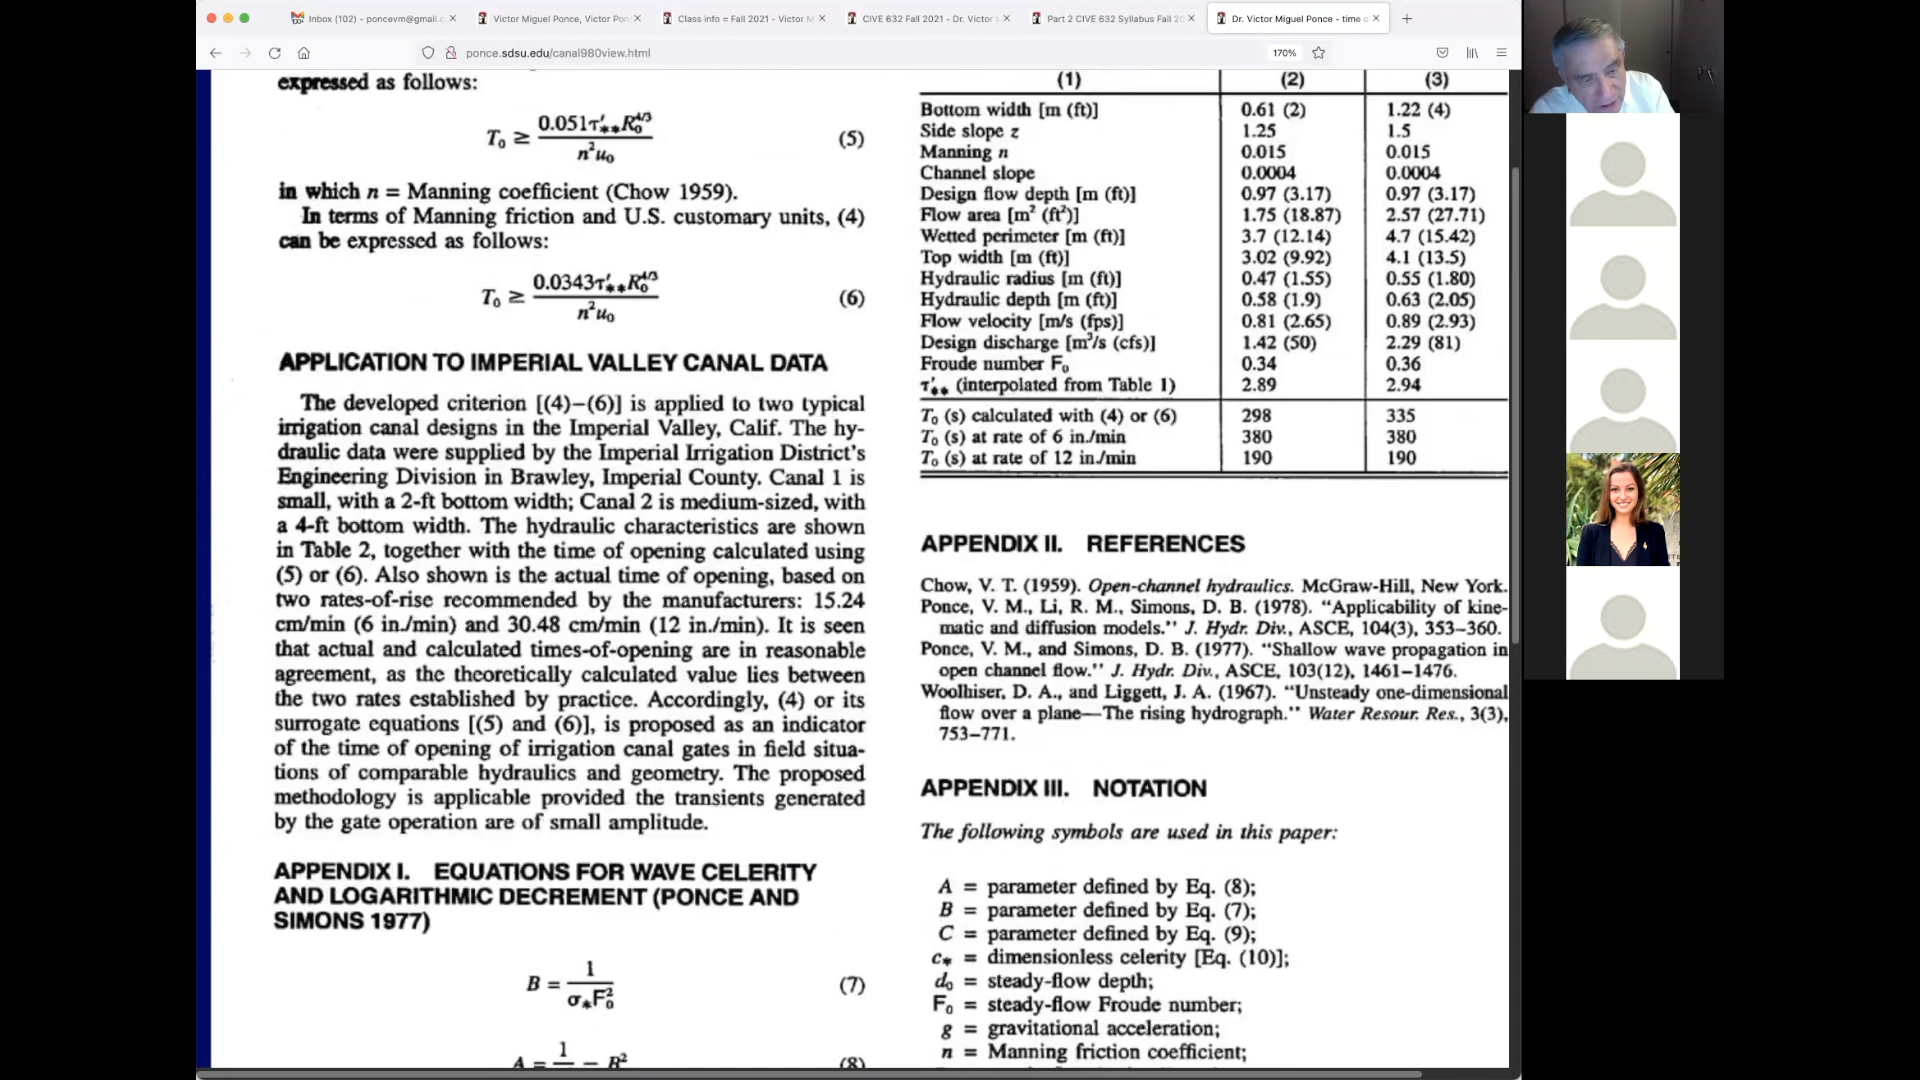 Inbox (102) - poncevm@gmail.c
Victor Miguel Ponce, Victor Pon
Class info = Fall 2021 - Victor M
CIVE 632 Fall 2021 - Dr. Victor
Part 2 CIVE 632 Syllabus Fall 20
Dr. Victor Miguel Ponce - time o
ponce.sdsu.edu/canal980view.html
170%
expressed as follows:
T₀ ≥ 0.051τ'⁎⁎R₀^4/3 / n²u₀ (5)
in which n = Manning coefficient (Chow 1959).
In terms of Manning friction and U.S. customary units, (4)
can be expressed as follows:
T₀ ≥ 0.0343τ'⁎⁎R₀^4/3 / n²u₀ (6)
APPLICATION TO IMPERIAL VALLEY CANAL DATA
The developed criterion [(4)–(6)] is applied to two typical
irrigation canal designs in the Imperial Valley, Calif. The hy-
draulic data were supplied by the Imperial Irrigation District's
Engineering Division in Brawley, Imperial County. Canal 1 is
small, with a 2-ft bottom width; Canal 2 is medium-sized, with
a 4-ft bottom width. The hydraulic characteristics are shown
in Table 2, together with the time of opening calculated using
(5) or (6). Also shown is the actual time of opening, based on
two rates-of-rise recommended by the manufacturers: 15.24
cm/min (6 in./min) and 30.48 cm/min (12 in./min). It is seen
that actual and calculated times-of-opening are in reasonable
agreement, as the theoretically calculated value lies between
the two rates established by practice. Accordingly, (4) or its
surrogate equations [(5) and (6)], is proposed as an indicator
of the time of opening of irrigation canal gates in field situa-
tions of comparable hydraulics and geometry. The proposed
methodology is applicable provided the transients generated
by the gate operation are of small amplitude.
APPENDIX I. EQUATIONS FOR WAVE CELERITY
AND LOGARITHMIC DECREMENT (PONCE AND
SIMONS 1977)
B = 1 / σ⁎F₀² (7)
A = 1 – R² (8)
(1) (2) (3)
Bottom width [m (ft)] 0.61 (2) 1.22 (4)
Side slope z 1.25 1.5
Manning n 0.015 0.015
Channel slope 0.0004 0.0004
Design flow depth [m (ft)] 0.97 (3.17) 0.97 (3.17)
Flow area [m² (ft²)] 1.75 (18.87) 2.57 (27.71)
Wetted perimeter [m (ft)] 3.7 (12.14) 4.7 (15.42)
Top width [m (ft)] 3.02 (9.92) 4.1 (13.5)
Hydraulic radius [m (ft)] 0.47 (1.55) 0.55 (1.80)
Hydraulic depth [m (ft)] 0.58 (1.9) 0.63 (2.05)
Flow velocity [m/s (fps)] 0.81 (2.65) 0.89 (2.93)
Design discharge [m³/s (cfs)] 1.42 (50) 2.29 (81)
Froude number F₀ 0.34 0.36
τ'⁎⁎ (interpolated from Table 1) 2.89 2.94
T₀ (s) calculated with (4) or (6) 298 335
T₀ (s) at rate of 6 in./min 380 380
T₀ (s) at rate of 12 in./min 190 190
APPENDIX II. REFERENCES
Chow, V. T. (1959). Open-channel hydraulics. McGraw-Hill, New York.
Ponce, V. M., Li, R. M., Simons, D. B. (1978). "Applicability of kine-
matic and diffusion models." J. Hydr. Div., ASCE, 104(3), 353–360.
Ponce, V. M., and Simons, D. B. (1977). "Shallow wave propagation in
open channel flow." J. Hydr. Div., ASCE, 103(12), 1461–1476.
Woolhiser, D. A., and Liggett, J. A. (1967). "Unsteady one-dimensional
flow over a plane—The rising hydrograph." Water Resour. Res., 3(3),
753–771.
APPENDIX III. NOTATION
The following symbols are used in this paper:
A = parameter defined by Eq. (8);
B = parameter defined by Eq. (7);
C = parameter defined by Eq. (9);
c⁎ = dimensionless celerity [Eq. (10)];
d₀ = steady-flow depth;
F₀ = steady-flow Froude number;
g = gravitational acceleration;
n = Manning friction coefficient;